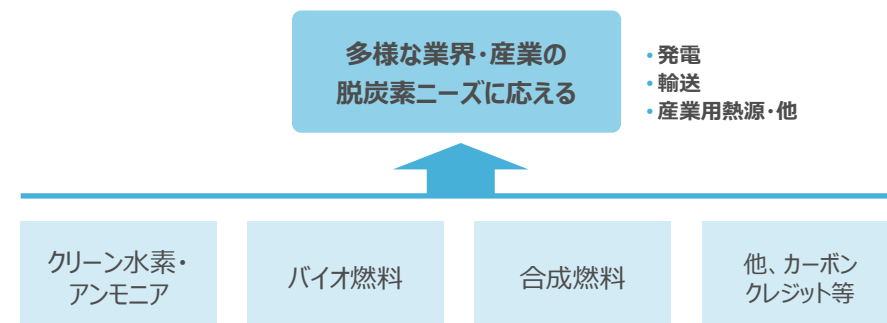 多様な業界・産業の
脱炭素ニーズに応える
・発電
・輸送
・産業用熱源・他
クリーン水素・
アンモニア
バイオ燃料
合成燃料
他、カーボン
クレジット等